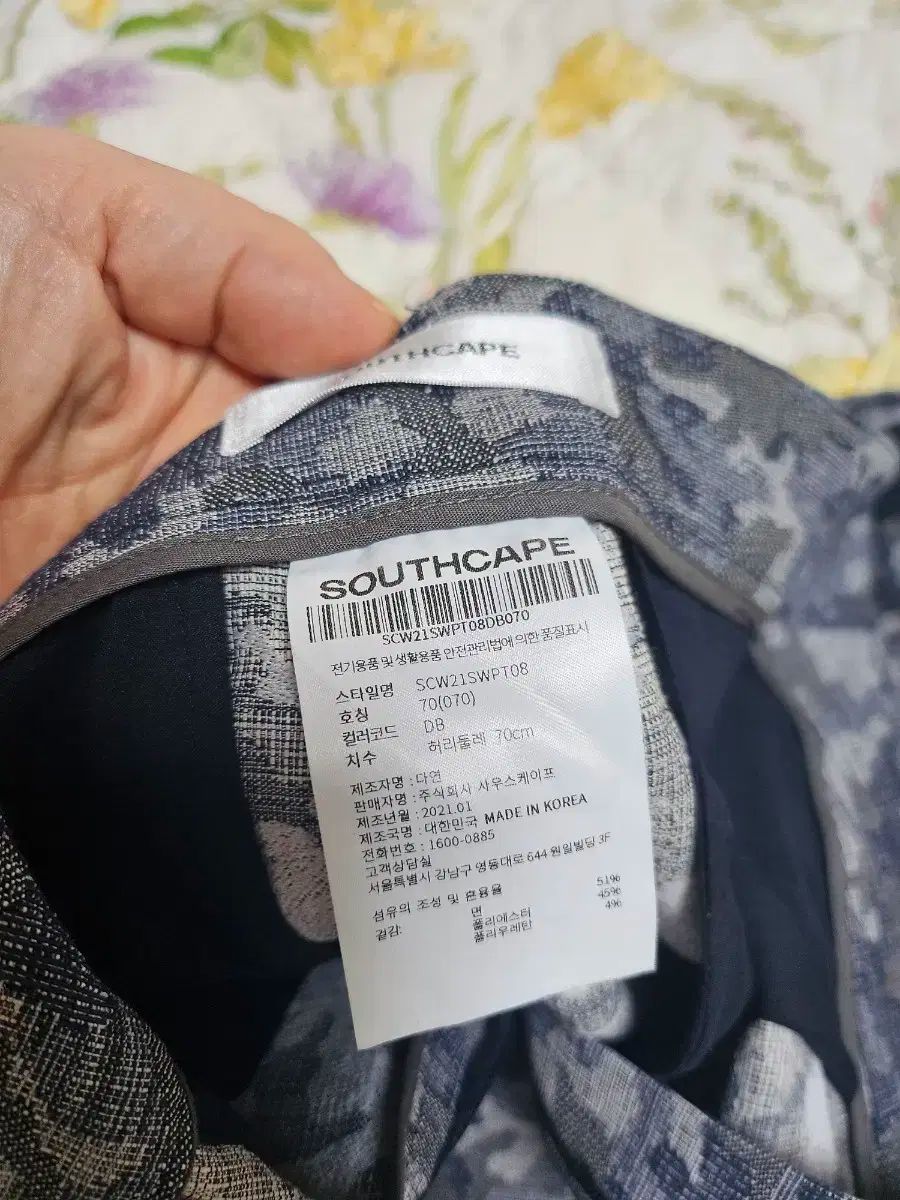 SOUTHCAPE
SOUTHCAPE
SCW21SWPT08DB070
전기용품 및 생활용품 안전관리법에 의한 품질표시
스타일명 SCW21SWPT08
호칭 70(070)
컬러코드 DB
치수 허리둘레 70cm
제조자명 : 다연
판매자명 : 주식회사 사우스케이프
제조년월 : 2021.01
제조국명 : 대한민국 MADE IN KOREA
전화번호 : 1600-0885
고객상담실
서울특별시 강남구 영동대로 644 원일빌딩 3F
섬유의 조성 및 혼용율
겉감: 면 51%
폴리에스터 45%
폴리우레탄 4%